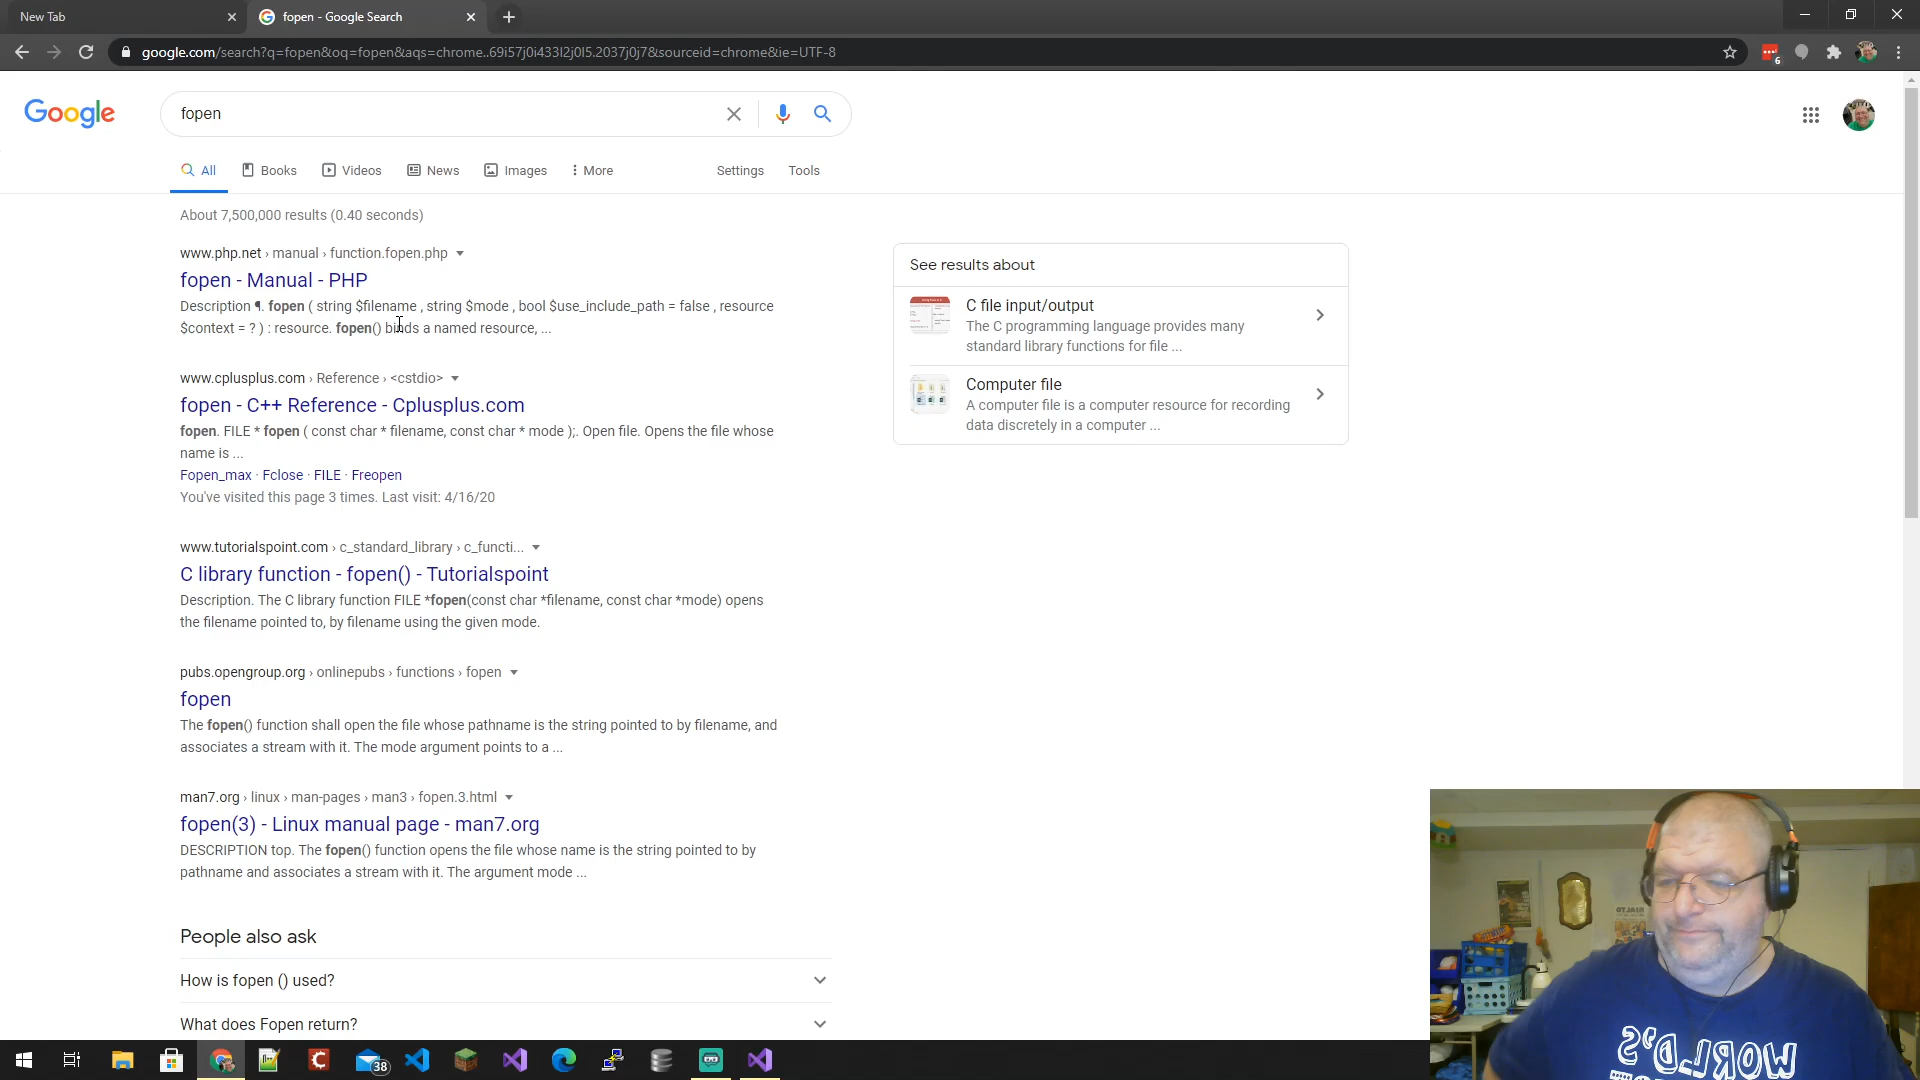 New Tab
fopen - Google Search
google.com/search?q=fopen&oq=fopen&aqs=chrome..69i57j0i433l2j0l5.2037j0j7&sourceid=chrome&ie=UTF-8
6
Google
fopen
All
Books
Videos
News
Images
More
Settings
Tools
About 7,500,000 results (0.40 seconds)
www.php.net › manual › function.fopen.php
fopen - Manual - PHP
Description ¶. fopen ( string $filename , string $mode , bool $use_include_path = false , resource
$context = ? ) : resource. fopen() binds a named resource, ...
www.cplusplus.com › Reference › <cstdio>
fopen - C++ Reference - Cplusplus.com
fopen. FILE * fopen ( const char * filename, const char * mode );. Open file. Opens the file whose
name is ...
Fopen_max · Fclose · FILE · Freopen
You've visited this page 3 times. Last visit: 4/16/20
www.tutorialspoint.com › c_standard_library › c_functi...
C library function - fopen() - Tutorialspoint
Description. The C library function FILE *fopen(const char *filename, const char *mode) opens
the filename pointed to, by filename using the given mode.
pubs.opengroup.org › onlinepubs › functions › fopen
fopen
The fopen() function shall open the file whose pathname is the string pointed to by filename, and
associates a stream with it. The mode argument points to a ...
man7.org › linux › man-pages › man3 › fopen.3.html
fopen(3) - Linux manual page - man7.org
DESCRIPTION top. The fopen() function opens the file whose name is the string pointed to by
pathname and associates a stream with it. The argument mode ...
People also ask
How is fopen () used?
What does Fopen return?
See results about
C file input/output
The C programming language provides many
standard library functions for file ...
Computer file
A computer file is a computer resource for recording
data discretely in a computer ...
WORLD'S
38